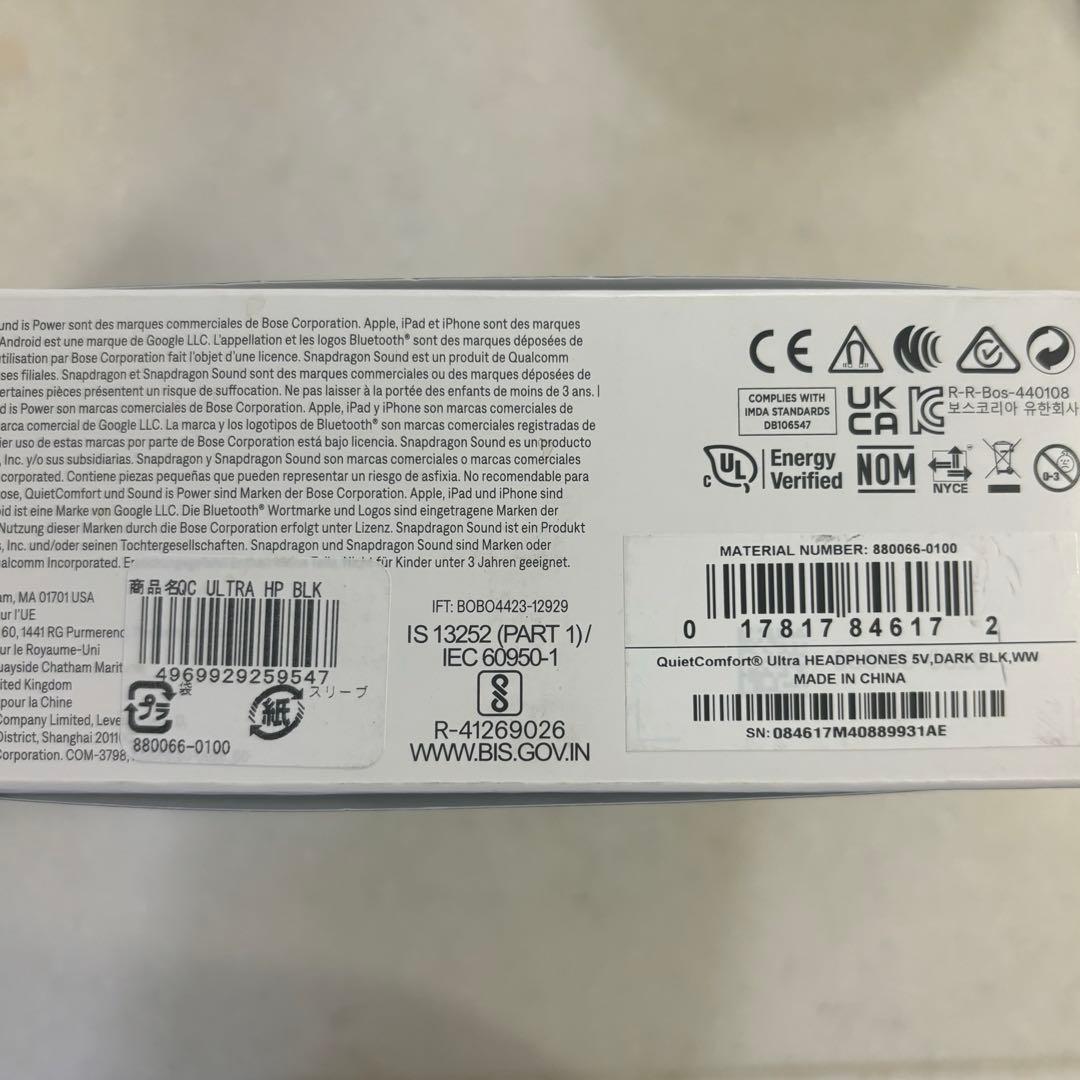 und is Power sont des marques commerciales de Bose Corporation. Apple, iPad et iPhone sont des marques
Android est une marque de Google LLC. L'appellation et les logos Bluetooth® sont des marques déposées de
utilisation par Bose Corporation fait l'objet d'une licence. Snapdragon Sound est un produit de Qualcomm
ses filiales. Snapdragon et Snapdragon Sound sont des marques commerciales ou des marques déposées de
ertaines pièces présentent un risque de suffocation. Ne pas laisser à la portée des enfants de moins de 3 ans. |
d is Power son marcas comerciales de Bose Corporation. Apple, iPad y iPhone son marcas comerciales de
arca comercial de Google LLC. La marca y los logotipos de Bluetooth® son marcas comerciales registradas de
ier uso de estas marcas por parte de Bose Corporation está bajo licencia. Snapdragon Sound es un producto
, Inc. y/o sus subsidiarias. Snapdragon y Snapdragon Sound son marcas comerciales o marcas comerciales
corporated. Contiene piezas pequeñas que pueden representar un riesgo de asfixia. No recomendable para
ose, QuietComfort und Sound is Power sind Marken der Bose Corporation. Apple, iPad und iPhone sind
oid ist eine Marke von Google LLC. Die Bluetooth® Wortmarke und Logos sind eingetragene Marken der
Nutzung dieser Marken durch die Bose Corporation erfolgt unter Lizenz. Snapdragon Sound ist ein Produkt
, Inc. und/oder seinen Tochtergesellschaften. Snapdragon und Snapdragon Sound sind Marken oder
ualcomm Incorporated. für Kinder unter 3 Jahren geeignet.
am, MA 01701 USA
ur l'UE
60, 1441 RG Purmerend
ur le Royaume-Uni
uayside Chatham Marit
ited Kingdom
pour la Chine
Company Limited, Leve
District, Shanghai 2011
Corporation. COM-3798,
商品名QC ULTRA HP BLK
4969929259547
プラ
袋
紙
スリーブ
880066-0100
IFT: BOBO4423-12929
IS 13252 (PART 1)/
IEC 60950-1
R-41269026
WWW.BIS.GOV.IN
CE
COMPLIES WITH
IMDA STANDARDS
DB106547
UK
CA
R-R-Bos-440108
보스코리아 유한회사
c UL Energy
Verified
NOM
NYCE
0-3
MATERIAL NUMBER: 880066-0100
0 17817 84617 2
QuietComfort® Ultra HEADPHONES 5V,DARK BLK,WW
MADE IN CHINA
SN: 084617M40889931AE